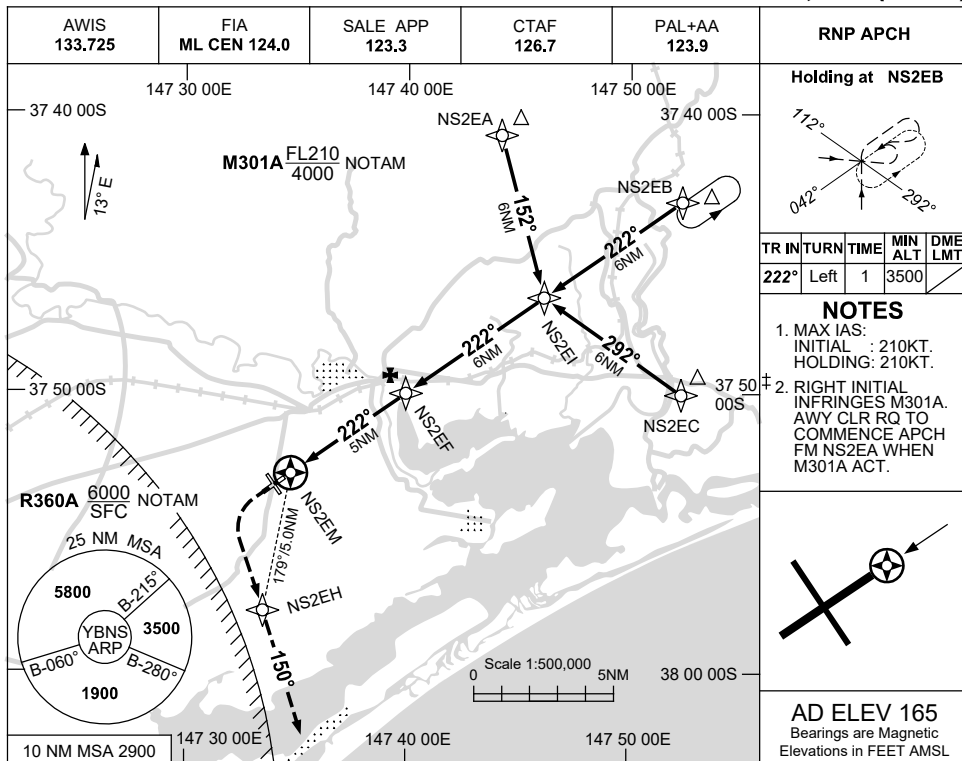 AWIS
133.725
FIA
ML CEN 124.0
SALE APP
123.3
CTAF
126.7
PAL+AA
123.9
RNP APCH
147 30 00E
147 40 00E
147 50 00E
37 40 00S
37 40 00S
NS2EA
M301A FL210 NOTAM
4000
13° E
NS2EB
152°
6NM
222°
6NM
NS2EI
222°
6NM
292°
6NM
37 50 00S
37 50
00S
NS2EC
NS2EF
222°
5NM
NS2EM
R360A 6000 NOTAM
SFC
179°/5.0NM
NS2EH
150°
25 NM MSA
5800
B-215°
3500
YBNS
ARP
B-060°
B-280°
1900
Scale 1:500,000
0 5NM
38 00 00S
10 NM MSA 2900
147 30 00E
147 40 00E
147 50 00E
Holding at NS2EB
112°
042°
292°
TR IN TURN TIME MIN ALT DME LMT
222° Left 1 3500
NOTES
1. MAX IAS:
INITIAL : 210KT.
HOLDING: 210KT.
‡ 2. RIGHT INITIAL
INFRINGES M301A.
AWY CLR RQ TO
COMMENCE APCH
FM NS2EA WHEN
M301A ACT.
AD ELEV 165
Bearings are Magnetic
Elevations in FEET AMSL